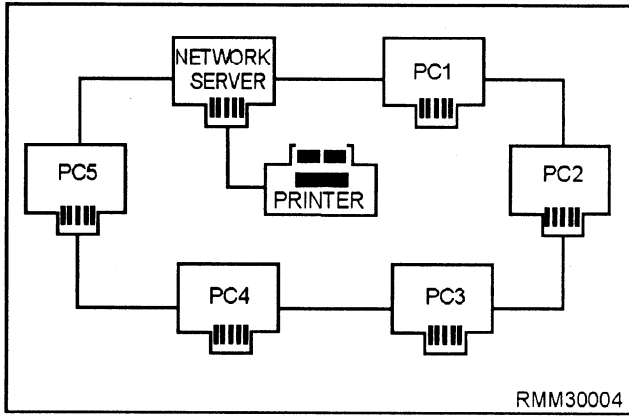 NETWORK
SERVER
PC1
PC5
PC2
PRINTER
PC4
PC3
RMM30004